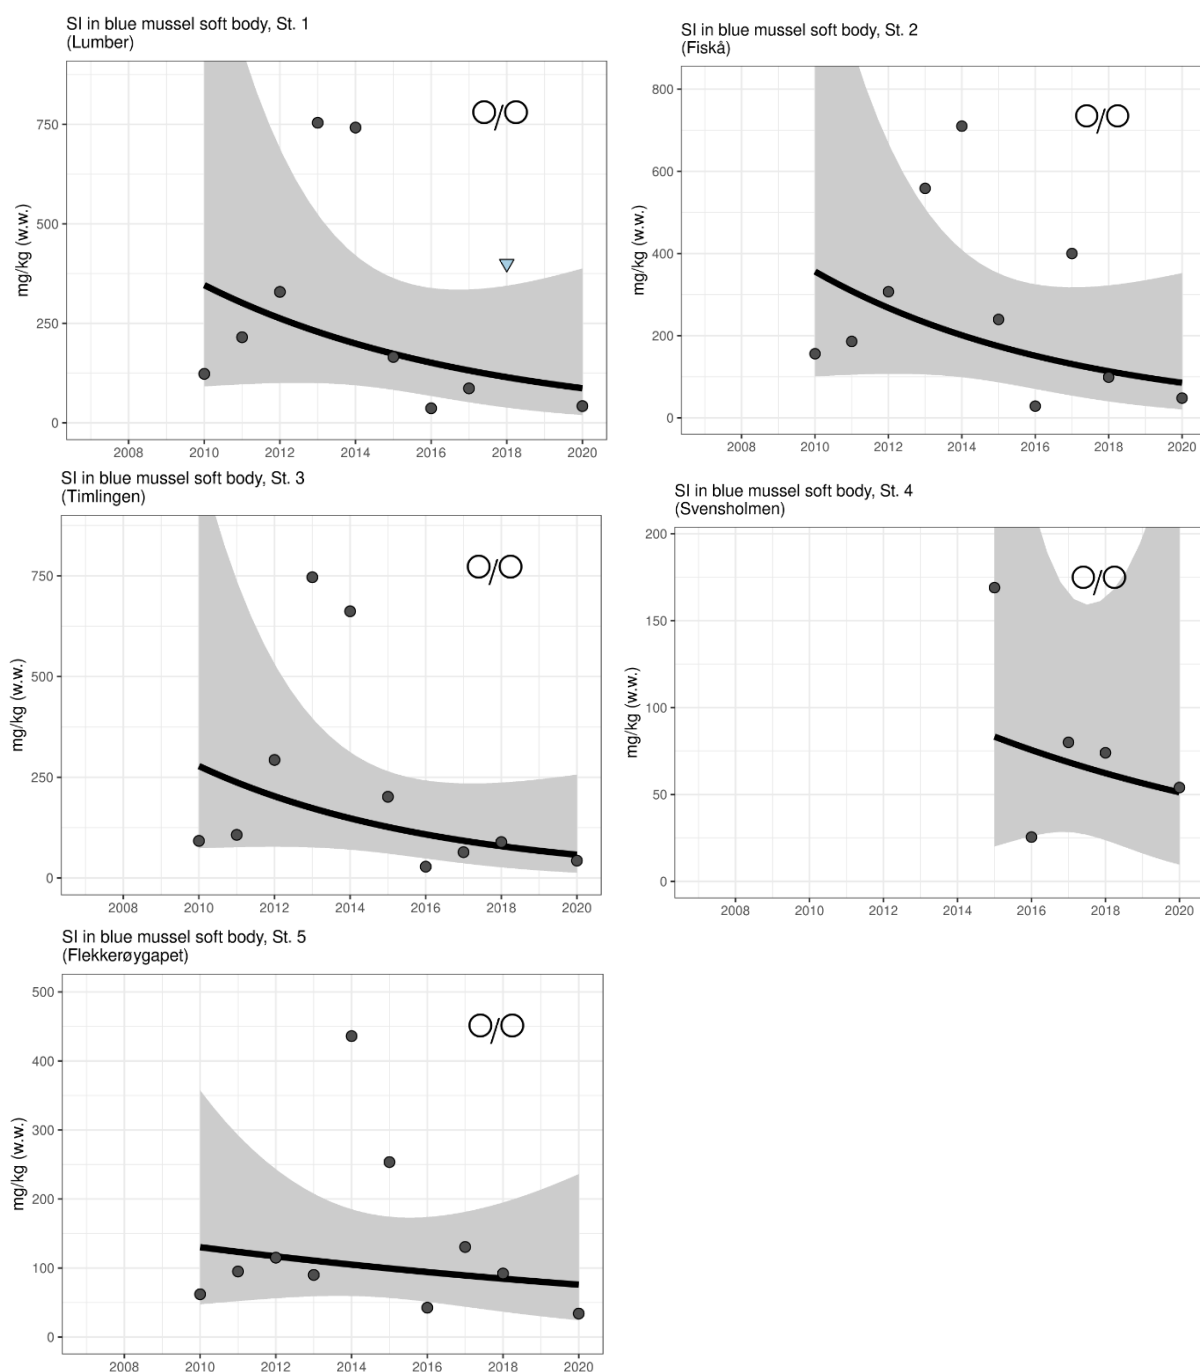 SI in blue mussel soft body, St. 1
(Lumber)
mg/kg (w.w.)
750
500
250
0
2008 2010 2012 2014 2016 2018 2020
SI in blue mussel soft body, St. 2
(Fiskå)
mg/kg (w.w.)
800
600
400
200
0
2008 2010 2012 2014 2016 2018 2020
SI in blue mussel soft body, St. 3
(Timlingen)
mg/kg (w.w.)
750
500
250
0
2008 2010 2012 2014 2016 2018 2020
SI in blue mussel soft body, St. 4
(Svensholmen)
mg/kg (w.w.)
200
150
100
50
0
2008 2010 2012 2014 2016 2018 2020
SI in blue mussel soft body, St. 5
(Flekkerøygapet)
mg/kg (w.w.)
500
400
300
200
100
0
2008 2010 2012 2014 2016 2018 2020